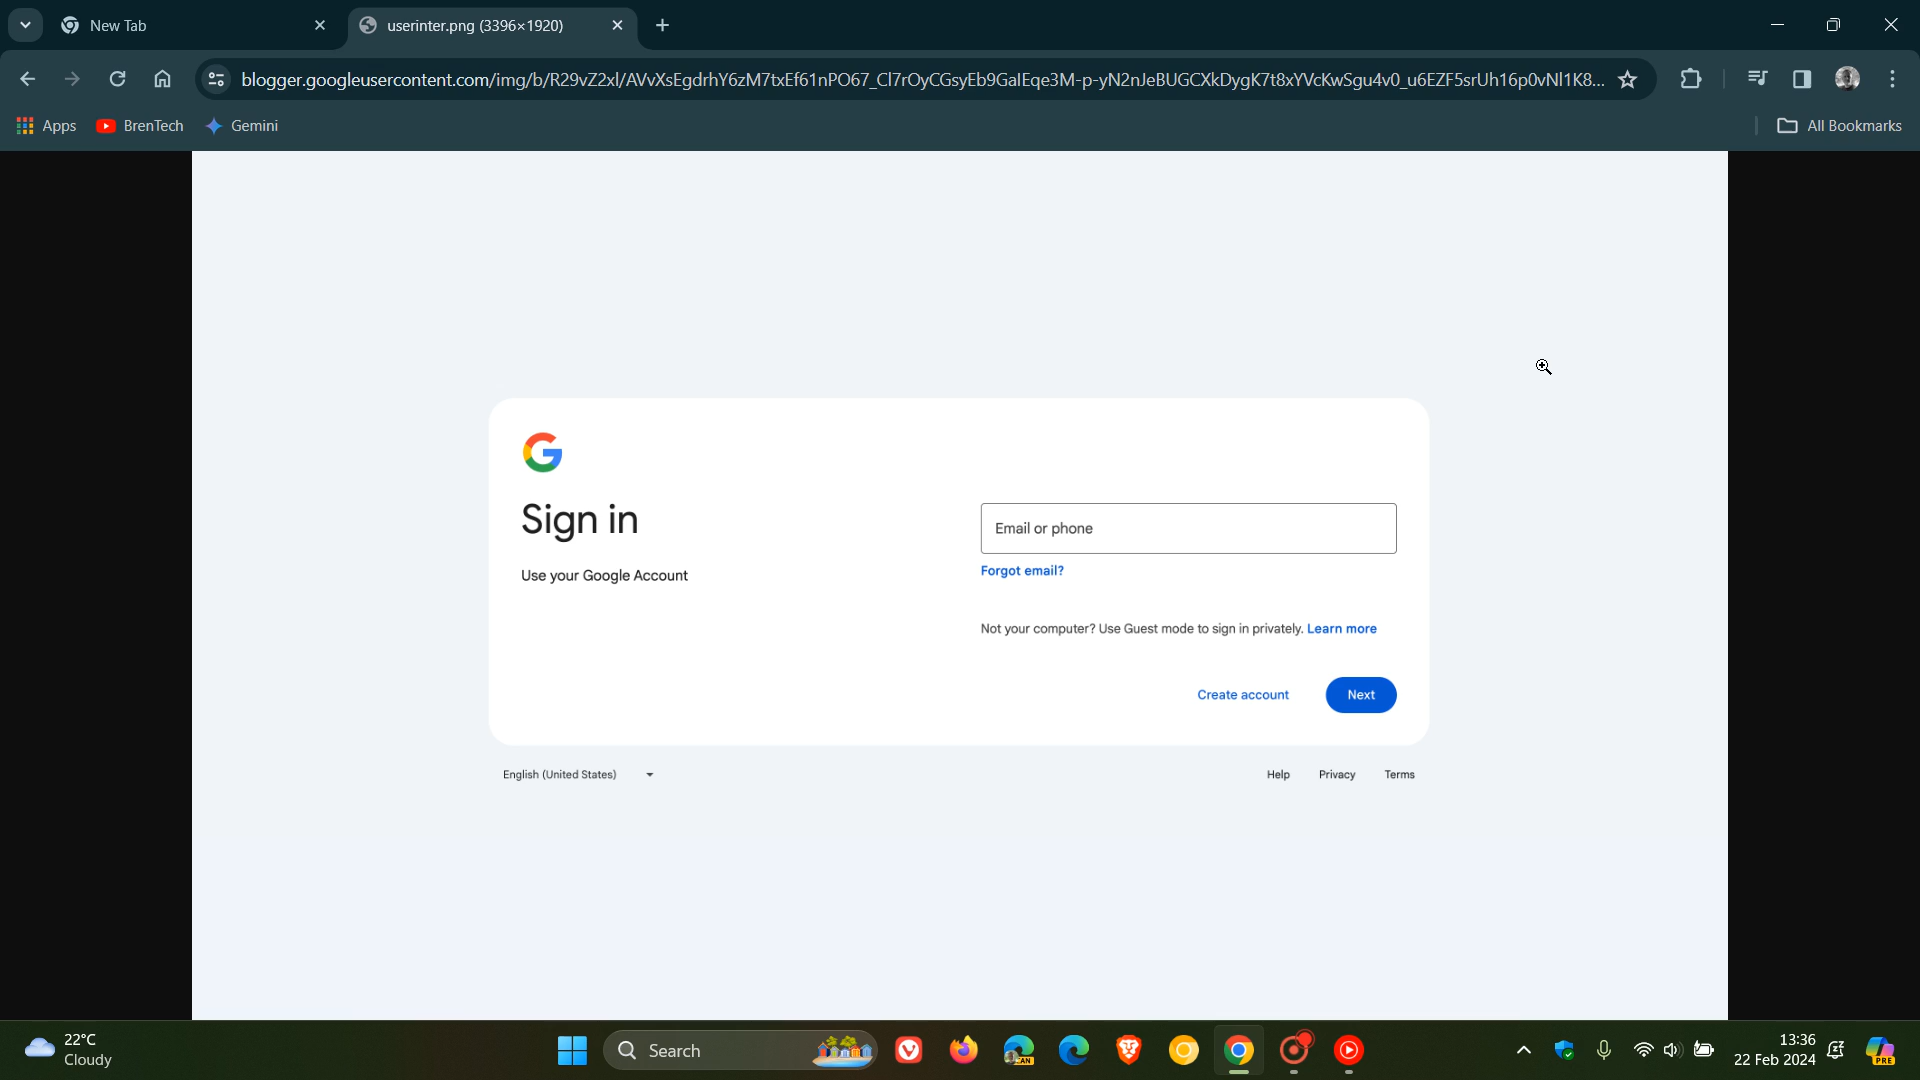 New Tab
userinter.png (3396×1920)
blogger.googleusercontent.com/img/b/R29vZ2xl/AVvXsEgdrhY6zM7txEf61nPO67_Cl7rOyCGsyEb9GaIEqe3M-p-yN2nJeBUGCXkDygK7t8xYVcKwSgu4v0_u6EZF5srUh16p0vNl1K8...
Apps
BrenTech
Gemini
All Bookmarks
Sign in
Use your Google Account
Email or phone
Forgot email?
Not your computer? Use Guest mode to sign in privately. Learn more
Create account
Next
English (United States)
Help
Privacy
Terms
22°C
Cloudy
Search
CAN
13:36
22 Feb 2024
PRE